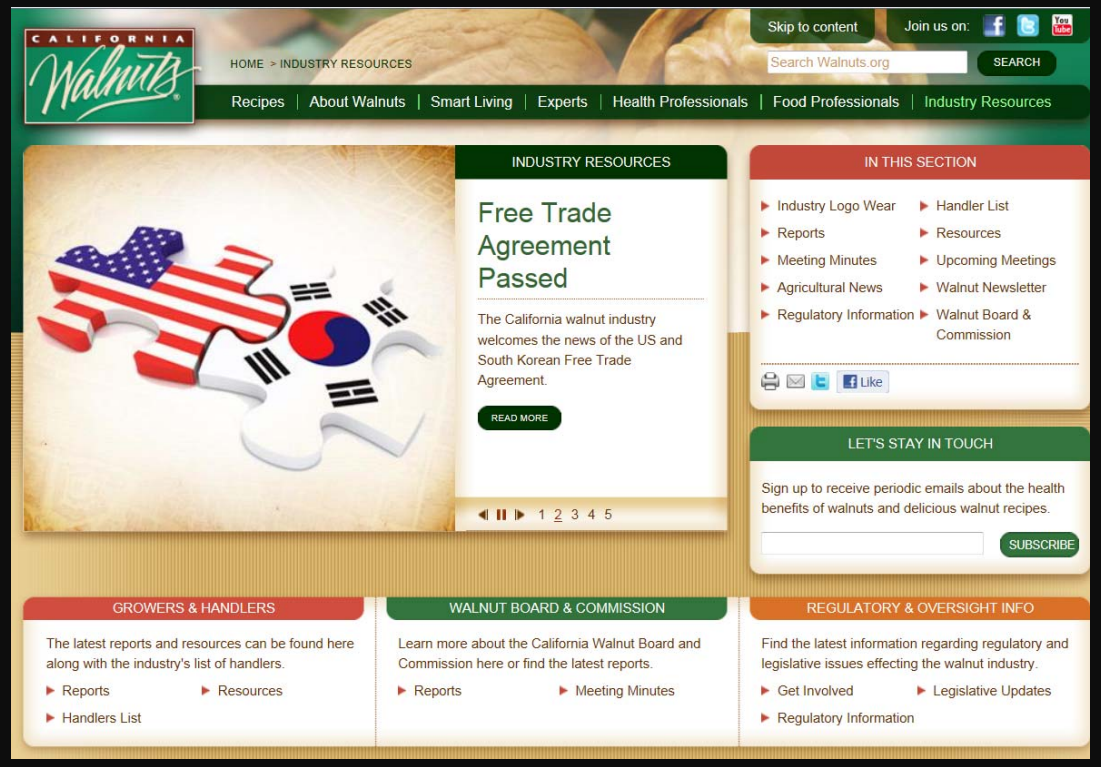 CALIFORNIA
Walnuts®
Skip to content
Join us on:
You
Tube
HOME > INDUSTRY RESOURCES
Search Walnuts.org
SEARCH
Recipes | About Walnuts | Smart Living | Experts | Health Professionals | Food Professionals | Industry Resources
INDUSTRY RESOURCES
Free Trade
Agreement
Passed
The California walnut industry
welcomes the news of the US and
South Korean Free Trade
Agreement.
READ MORE
1 2 3 4 5
IN THIS SECTION
Industry Logo Wear
Handler List
Reports
Resources
Meeting Minutes
Upcoming Meetings
Agricultural News
Walnut Newsletter
Regulatory Information
Walnut Board &
Commission
Like
LET'S STAY IN TOUCH
Sign up to receive periodic emails about the health
benefits of walnuts and delicious walnut recipes.
SUBSCRIBE
GROWERS & HANDLERS
The latest reports and resources can be found here
along with the industry's list of handlers.
Reports
Resources
Handlers List
WALNUT BOARD & COMMISSION
Learn more about the California Walnut Board and
Commission here or find the latest reports.
Reports
Meeting Minutes
REGULATORY & OVERSIGHT INFO
Find the latest information regarding regulatory and
legislative issues effecting the walnut industry.
Get Involved
Legislative Updates
Regulatory Information